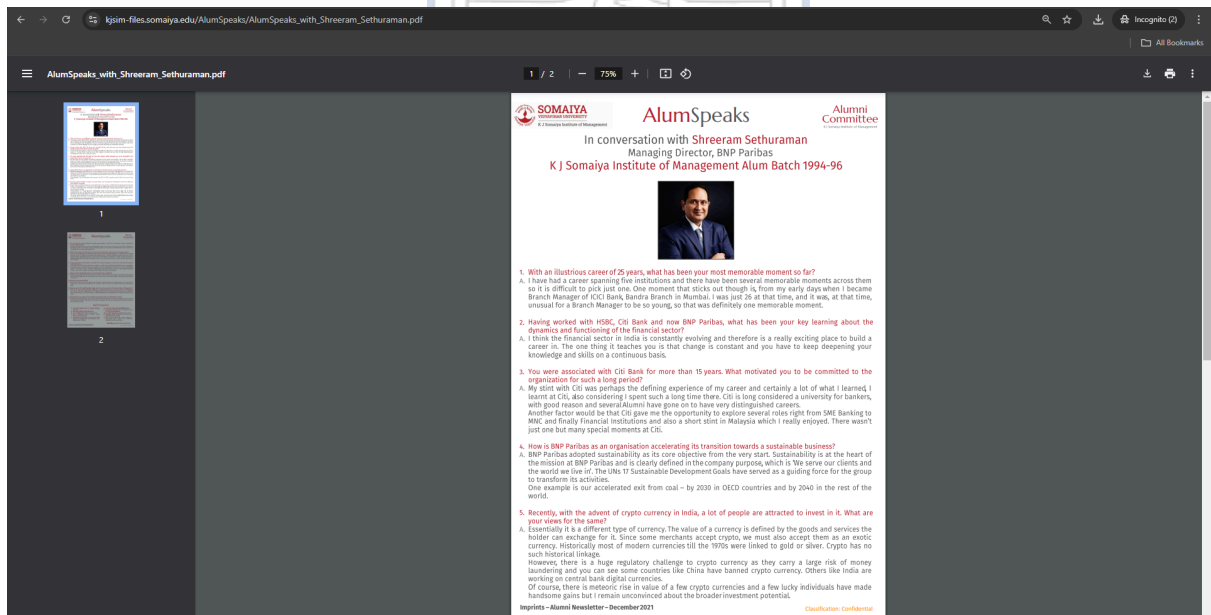 kjsim-files.somaiya.edu/AlumSpeaks/AlumSpeaks_with_Shreeram_Sethuraman.pdf
Incognito (2)
All Bookmarks
AlumSpeaks_with_Shreeram_Sethuraman.pdf
1 / 2
75%
1
2
SOMAIYA
VIDYAVIHAR UNIVERSITY
K J Somaiya Institute of Management
AlumSpeaks
Alumni
Committee
K J Somaiya Institute of Management
In conversation with Shreeram Sethuraman
Managing Director, BNP Paribas
K J Somaiya Institute of Management Alum Batch 1994-96
1. With an illustrious career of 25 years, what has been your most memorable moment so far?
A. I have had a career spanning five institutions and there have been several memorable moments across them
so it is difficult to pick just one. One moment that sticks out though is, from my early days when I became
Branch Manager of ICICI Bank, Bandra Branch in Mumbai. I was just 26 at that time, and it was, at that time,
unusual for a Branch Manager to be so young, so that was definitely one memorable moment.
2. Having worked with HSBC, Citi Bank and now BNP Paribas, what has been your key learning about the
dynamics and functioning of the financial sector?
A. I think the financial sector in India is constantly evolving and therefore is a really exciting place to build a
career in. The one thing it teaches you is that change is constant and you have to keep deepening your
knowledge and skills on a continuous basis.
3. You were associated with Citi Bank for more than 15 years. What motivated you to be committed to the
organization for such a long period?
A. My stint with Citi was perhaps the defining experience of my career and certainly a lot of what I learned, I
learnt at Citi, also considering I spent such a long time there. Citi is long considered a university for bankers,
with good reason and several Alumni have gone on to have very distinguished careers.
Another factor would be that Citi gave me the opportunity to explore several roles right from SME Banking to
MNC and finally Financial Institutions and also a short stint in Malaysia which I really enjoyed. There wasn't
just one but many special moments at Citi.
4. How is BNP Paribas as an organisation accelerating its transition towards a sustainable business?
A. BNP Paribas adopted sustainability as its core objective from the very start. Sustainability is at the heart of
the mission at BNP Paribas and is clearly defined in the company purpose, which is 'We serve our clients and
the world we live in'. The UNs 17 Sustainable Development Goals have served as a guiding force for the group
to transform its activities.
One example is our accelerated exit from coal – by 2030 in OECD countries and by 2040 in the rest of the
world.
5. Recently, with the advent of crypto currency in India, a lot of people are attracted to invest in it. What are
your views for the same?
A. Essentially it is a different type of currency. The value of a currency is defined by the goods and services the
holder can exchange for it. Since some merchants accept crypto, we must also accept them as an exotic
currency. Historically most of modern currencies till the 1970s were linked to gold or silver. Crypto has no
such historical linkage.
However, there is a huge regulatory challenge to crypto currency as they carry a large risk of money
laundering and you can see some countries like China have banned crypto currency. Others like India are
working on central bank digital currencies.
Of course, there is meteoric rise in value of a few crypto currencies and a few lucky individuals have made
handsome gains but I remain unconvinced about the broader investment potential.
Imprints – Alumni Newsletter – December 2021
Classification: Confidential